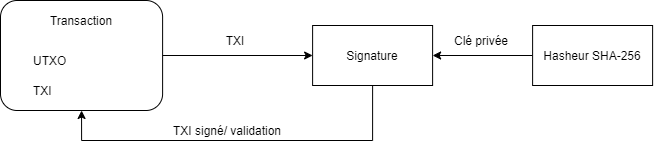 Transaction
UTXO
TXI
TXI
Signature
Clé privée
Hasheur SHA-256
TXI signé/ validation